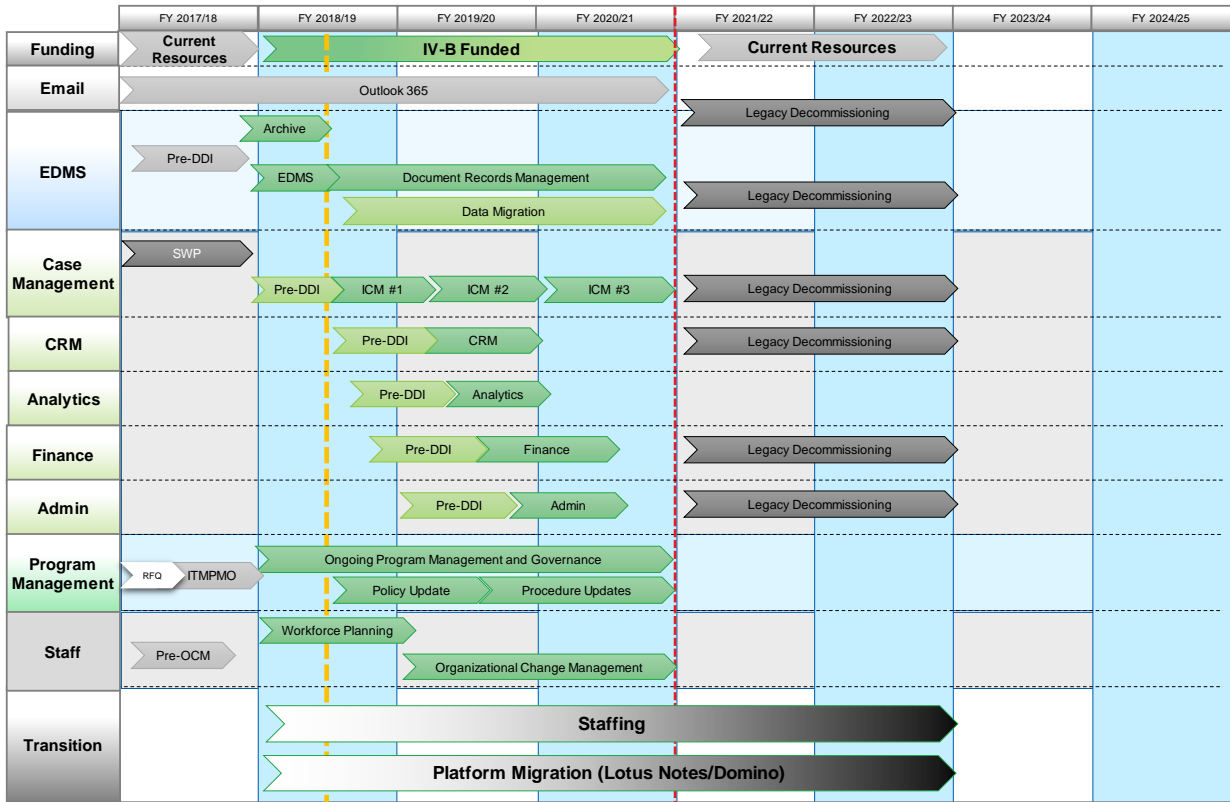 FY 2017/18 FY 2018/19 FY 2019/20 FY 2020/21 FY 2021/22 FY 2022/23 FY 2023/24 FY 2024/25
Funding
Current
Resources
IV-B Funded
Current Resources
Email
Outlook 365
Legacy Decommissioning
EDMS
Archive
Pre-DDI
EDMS
Document Records Management
Legacy Decommissioning
Data Migration
Case
Management
SWP
Pre-DDI
ICM #1
ICM #2
ICM #3
Legacy Decommissioning
CRM
Pre-DDI
CRM
Legacy Decommissioning
Analytics
Pre-DDI
Analytics
Finance
Pre-DDI
Finance
Legacy Decommissioning
Admin
Pre-DDI
Admin
Legacy Decommissioning
Program
Management
RFQ
ITMPMO
Ongoing Program Management and Governance
Policy Update
Procedure Updates
Staff
Workforce Planning
Pre-OCM
Organizational Change Management
Transition
Staffing
Platform Migration (Lotus Notes/Domino)